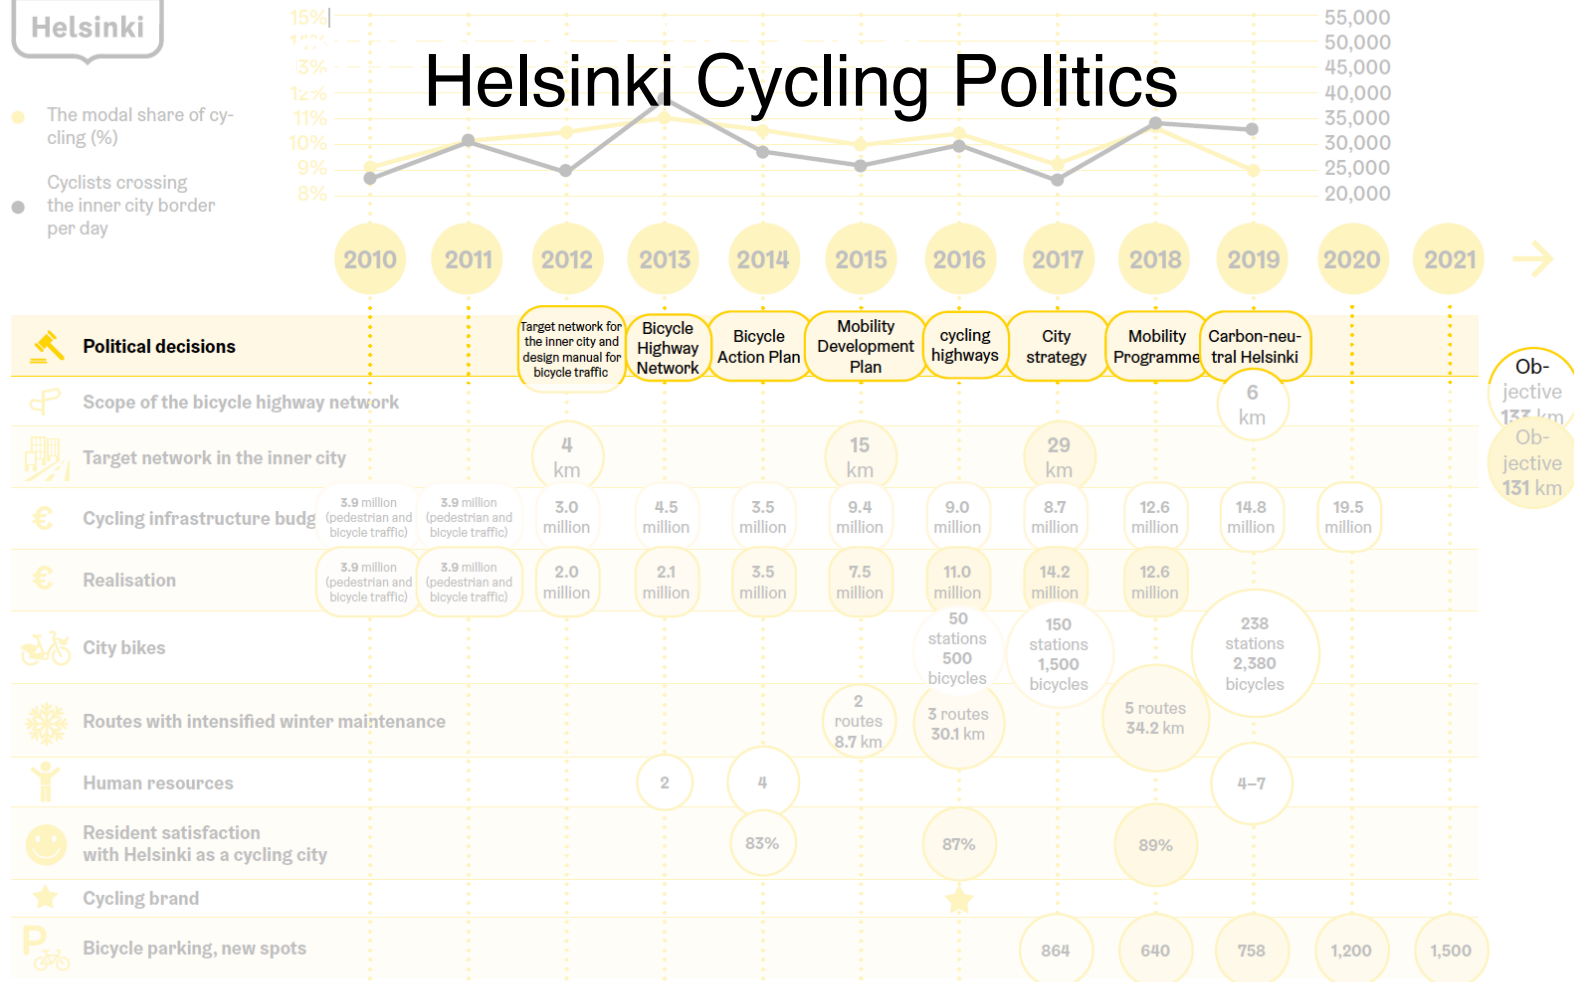 Helsinki
Helsinki Cycling Politics
15%
13%
12%
11%
10%
9%
8%
55,000
50,000
45,000
40,000
35,000
30,000
25,000
20,000
The modal share of cy-
cling (%)
Cyclists crossing
the inner city border
per day
2010 2011 2012 2013 2014 2015 2016 2017 2018 2019 2020 2021
Political decisions
Target network for
the inner city and
design manual for
bicycle traffic
Bicycle
Highway
Network
Bicycle
Action Plan
Mobility
Development
Plan
cycling
highways
City
strategy
Mobility
Programme
Carbon-neu-
tral Helsinki
Scope of the bicycle highway network
6
km
Ob-
jective
133 km
Target network in the inner city
4
km
15
km
29
km
Ob-
jective
131 km
Cycling infrastructure budg
3.9 million
(pedestrian and
bicycle traffic)
3.9 million
(pedestrian and
bicycle traffic)
3.0
million
4.5
million
3.5
million
9.4
million
9.0
million
8.7
million
12.6
million
14.8
million
19.5
million
Realisation
3.9 million
(pedestrian and
bicycle traffic)
3.9 million
(pedestrian and
bicycle traffic)
2.0
million
2.1
million
3.5
million
7.5
million
11.0
million
14.2
million
12.6
million
City bikes
50
stations
500
bicycles
150
stations
1,500
bicycles
238
stations
2,380
bicycles
Routes with intensified winter maintenance
2
routes
8.7 km
3 routes
30.1 km
5 routes
34.2 km
Human resources
2
4
4–7
Resident satisfaction
with Helsinki as a cycling city
83%
87%
89%
Cycling brand
Bicycle parking, new spots
864
640
758
1,200
1,500